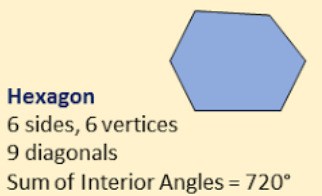 Hexagon
6 sides, 6 vertices
9 diagonals
Sum of Interior Angles = 720°